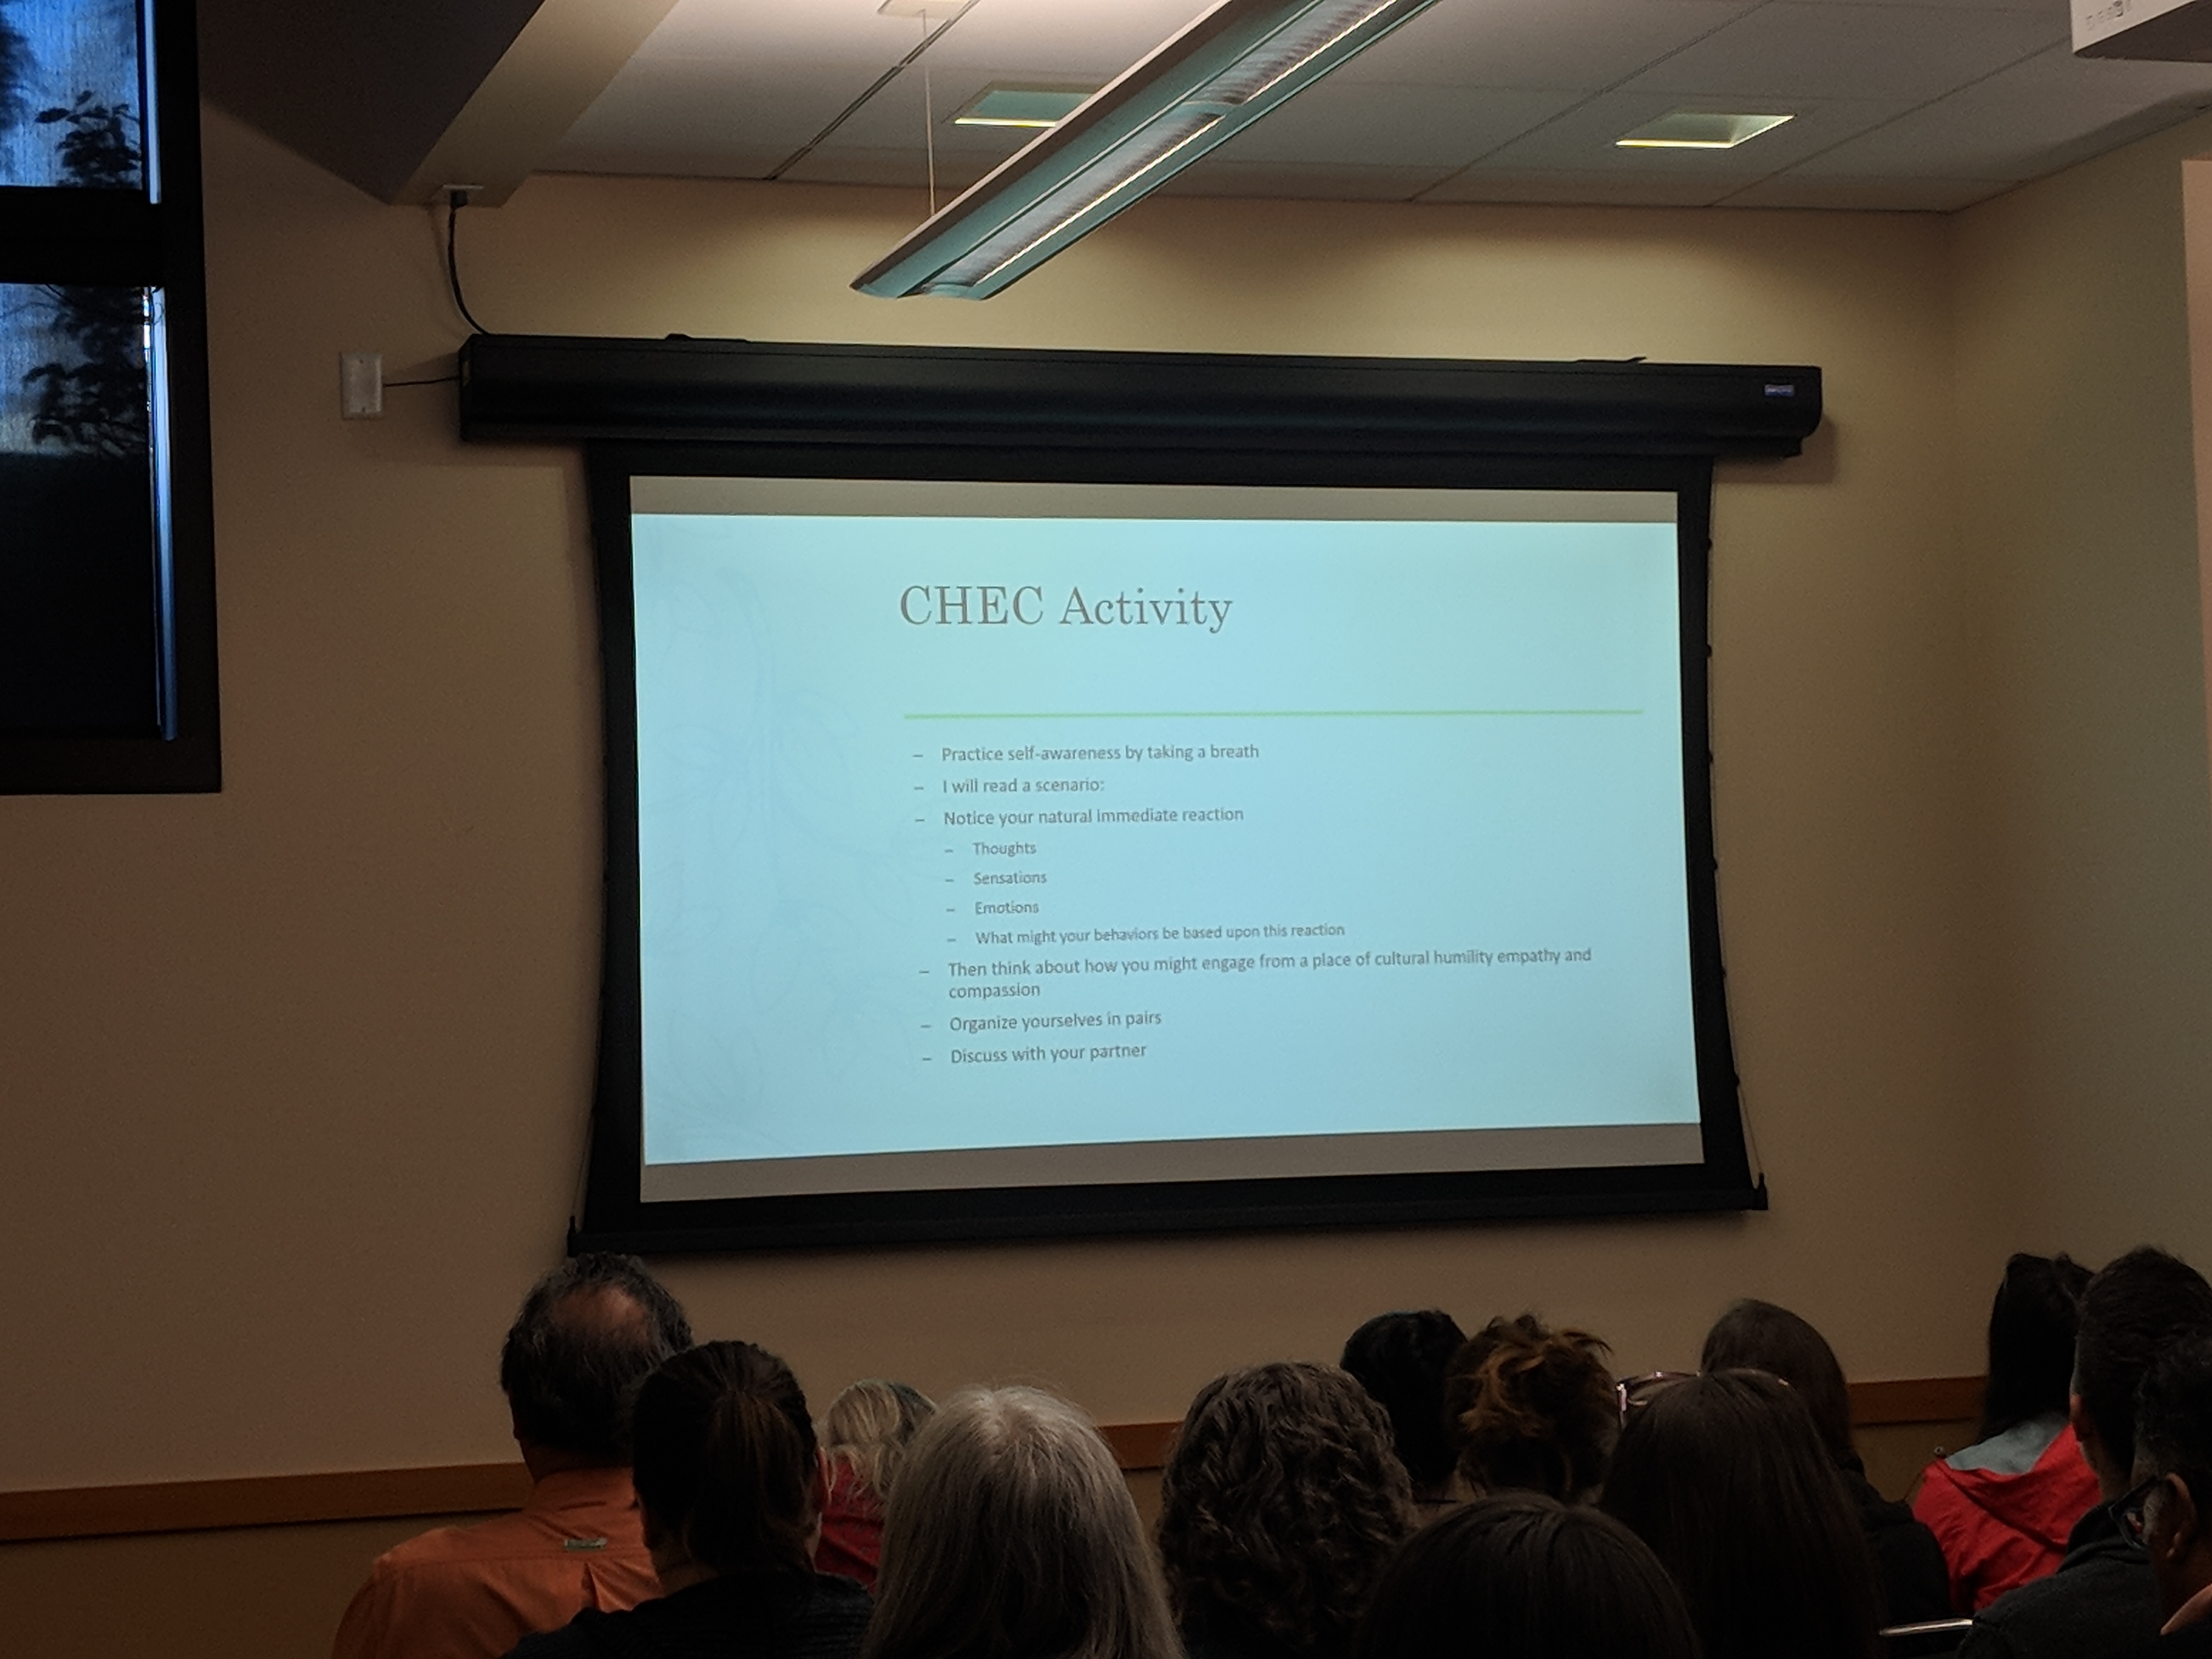 CHEC Activity
– Practice self-awareness by taking a breath
– I will read a scenario:
– Notice your natural immediate reaction
– Thoughts
– Sensations
– Emotions
– What might your behaviors be based upon this reaction
– Then think about how you might engage from a place of cultural humility empathy and
compassion
– Organize yourselves in pairs
– Discuss with your partner